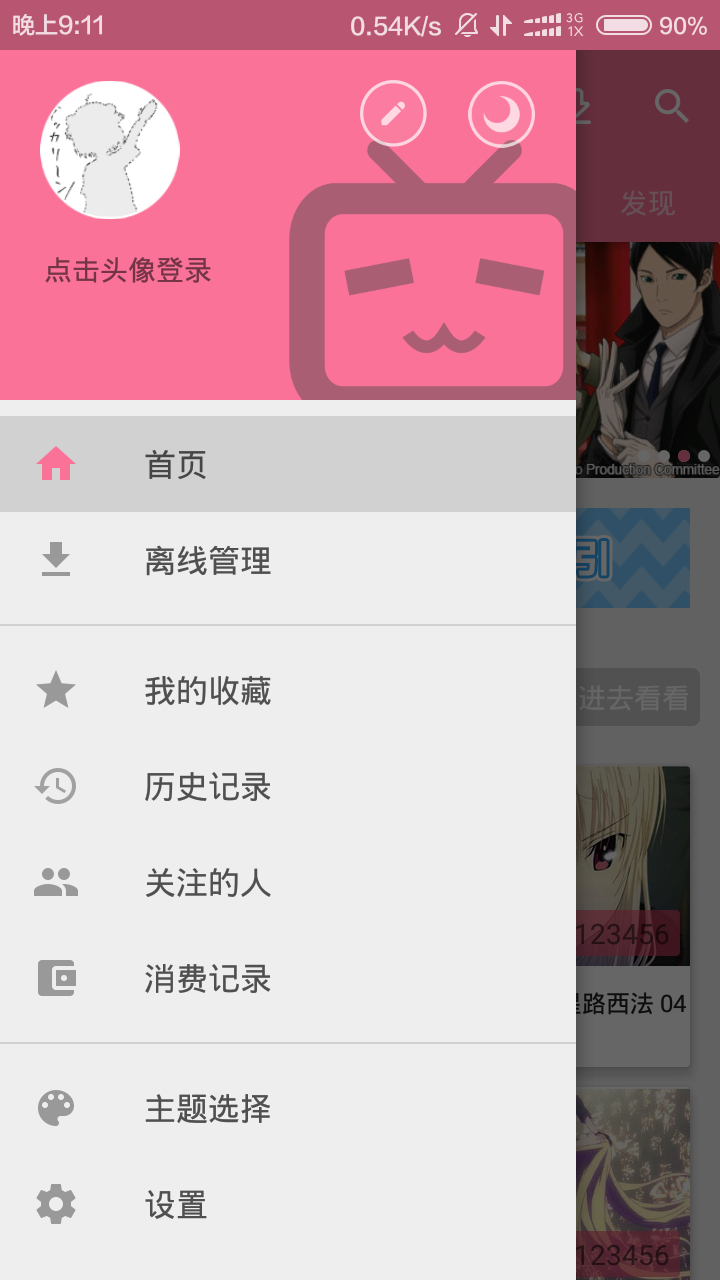 晚上9:11
0.54K/s
3G
1X
90%
点击头像登录
发现
首页
o Production Committee
离线管理
引
我的收藏
进去看看
历史记录
关注的人
123456
消费记录
路西法 04
主题选择
设置
123456